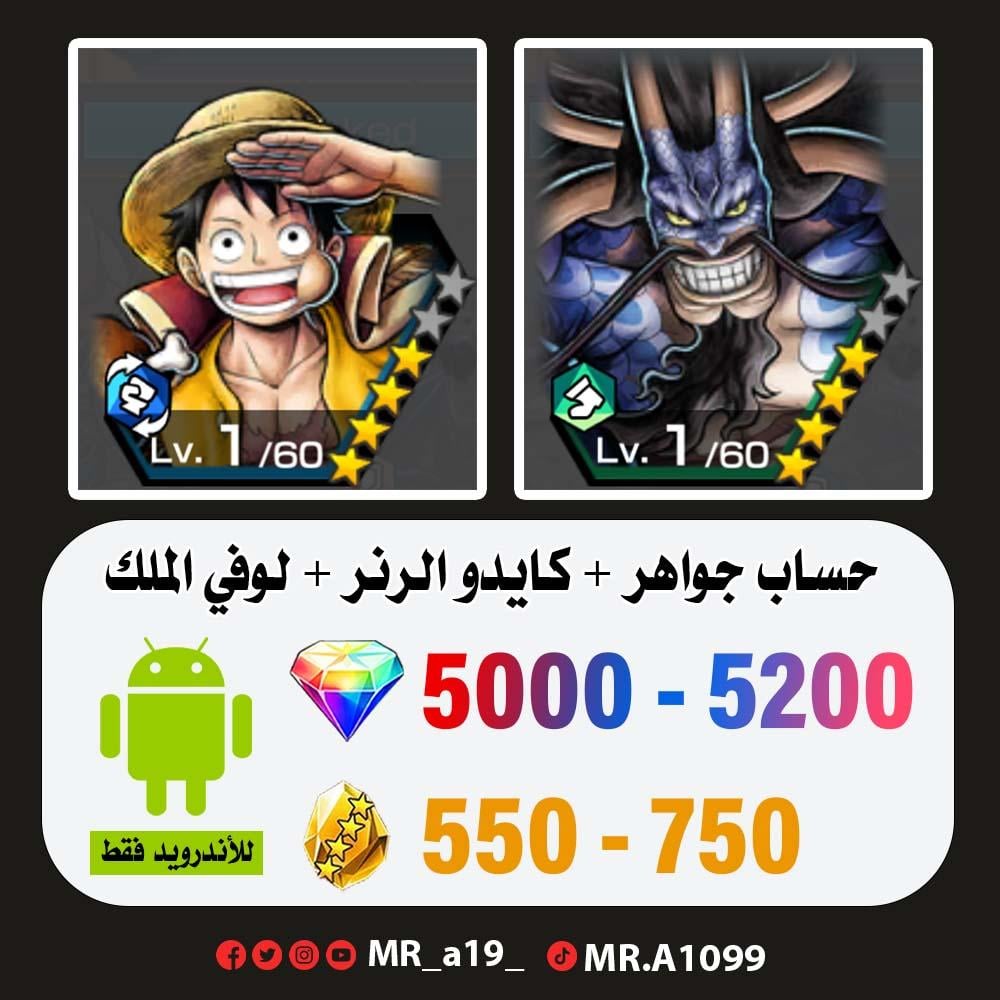 Lv. 1 /60
Lv. 1 /60
حساب جواهر + كايدو الرنر + لوفي الملك
5000 - 5200
550 - 750
للأندرويد فقط
MR_a19_ MR.A1099